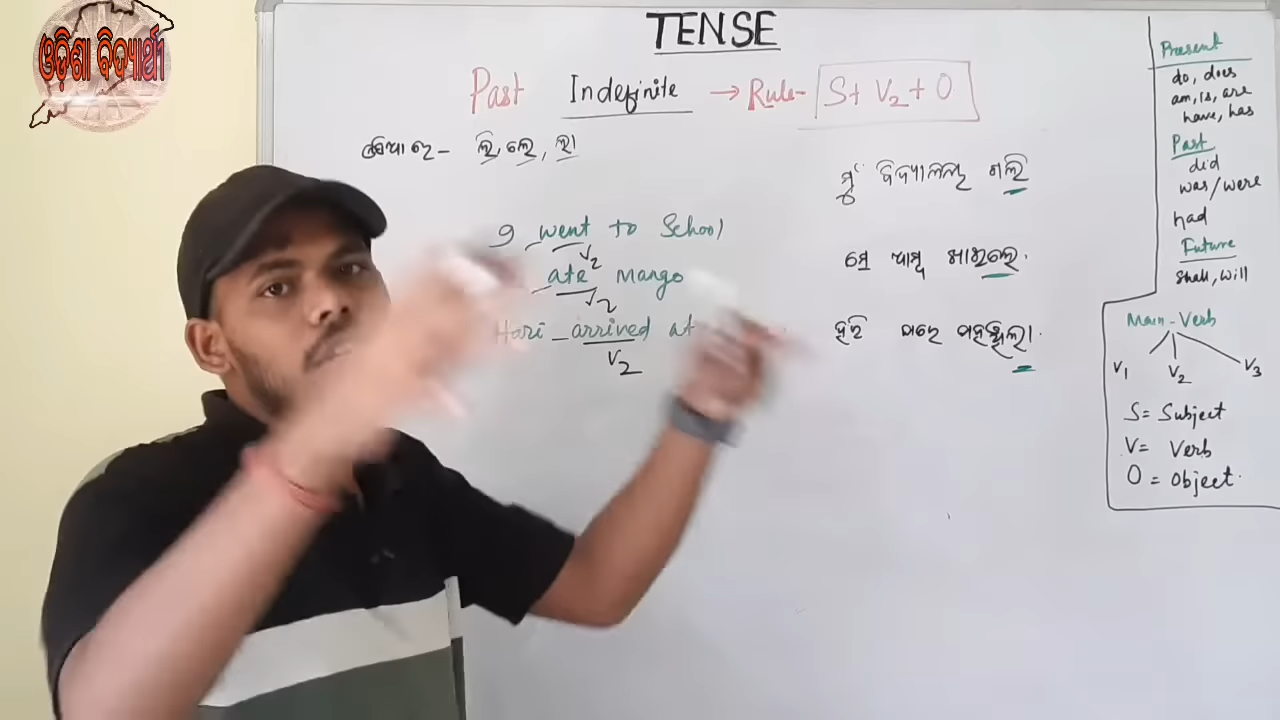 ଓଡ଼ିଶା ବିଦ୍ୟାର୍ଥୀ
TENSE
Past Indefinite → Rule- S + V2 + O
- ଲି, ଲେ, ଲା
I went to School
V2
ate mango
V2
Hari arrived at
V2
ମୁଁ ବିଦ୍ୟାଳୟ ଗଲି
ସେ ଆମ୍ବ ଖାଇଲେ.
ହରି ଘରେ ପହଞ୍ଚିଲା.
Present
do, does
am, is, are
have, has
Past
did
was/were
had
Future
Shall, will
Main-Verb
V1 V2 V3
S = Subject
V = Verb
O = Object.